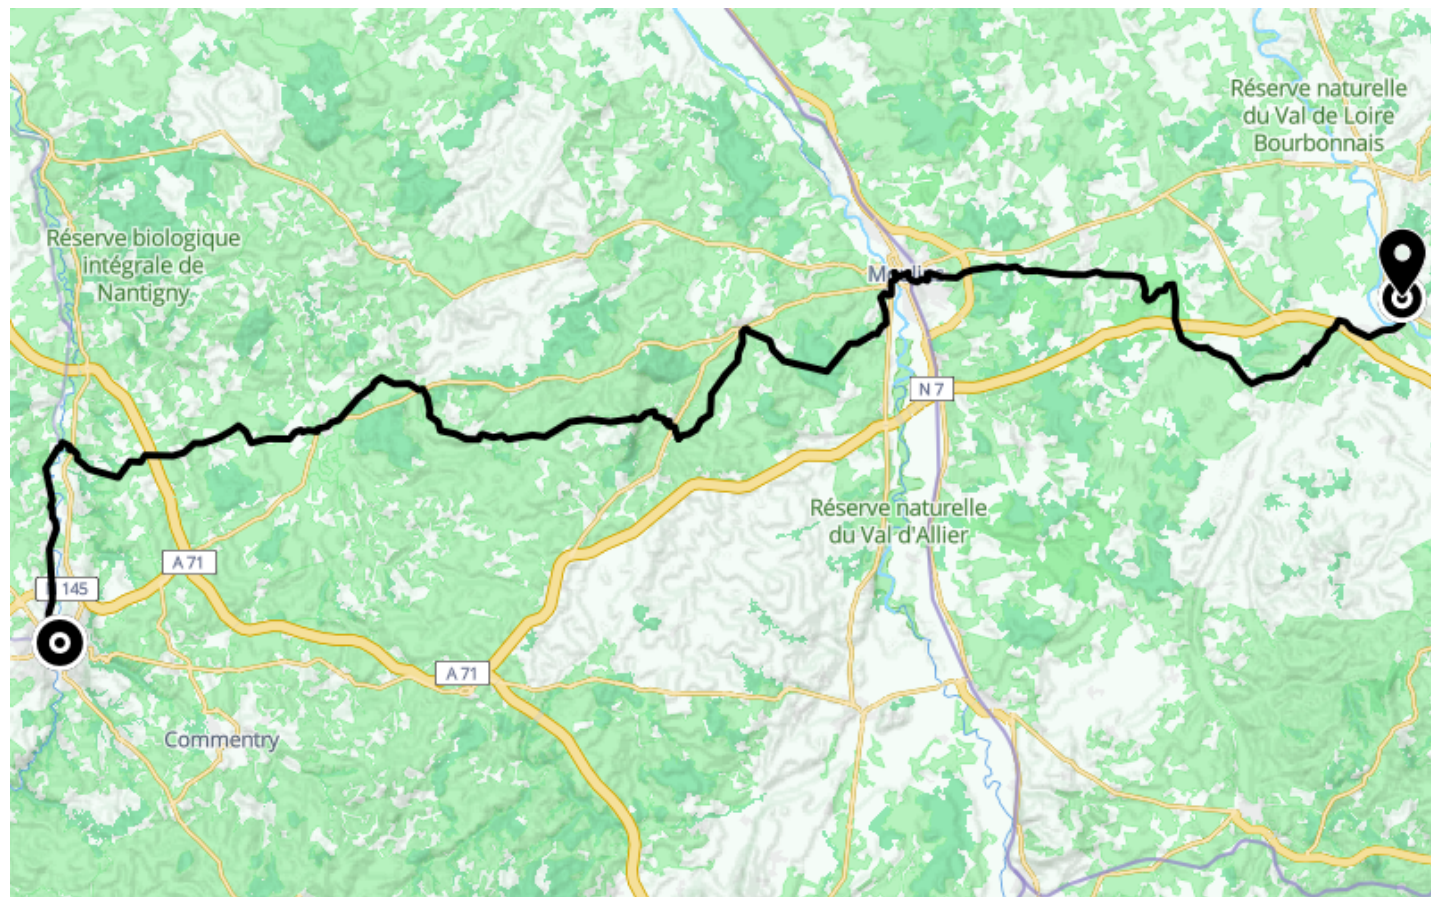 Réserve naturelle
du Val de Loire
Bourbonnais
Réserve biologique
intégrale de
Nantigny
N 7
Réserve naturelle
du Val d'Allier
A 71
145
A 71
Commentry